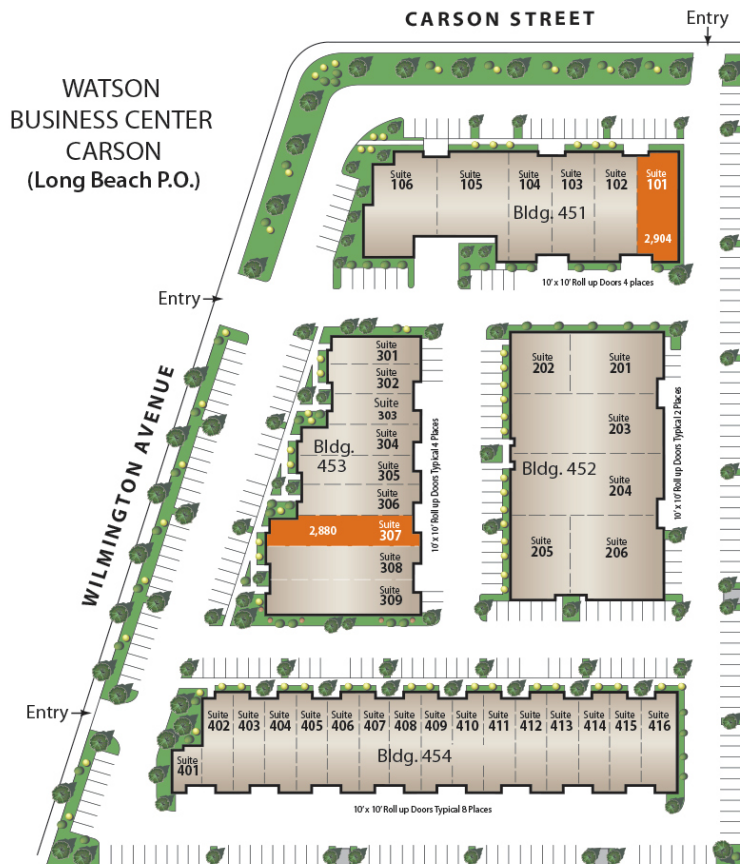 CARSON STREET
Entry
WATSON
BUSINESS CENTER
CARSON
(Long Beach P.O.)
Suite
106
Suite
105
Suite
104
Suite
103
Suite
102
Suite
101
Bldg. 451
2,904
10' x 10' Roll up Doors 4 places
Entry
WILMINGTON AVENUE
Suite
301
Suite
302
Suite
303
Suite
304
Suite
305
Suite
306
2,880
Suite
307
Suite
308
Suite
309
Bldg.
453
10' x 10' Roll up Doors Typical 4 Places
Suite
202
Suite
201
Suite
203
Bldg. 452
Suite
204
Suite
205
Suite
206
10' x 10' Roll up Doors Typical 2 Places
Entry
Suite
401
Suite
402
Suite
403
Suite
404
Suite
405
Suite
406
Suite
407
Suite
408
Suite
409
Suite
410
Suite
411
Suite
412
Suite
413
Suite
414
Suite
415
Suite
416
Bldg. 454
10' x 10' Roll up Doors Typical 8 Places